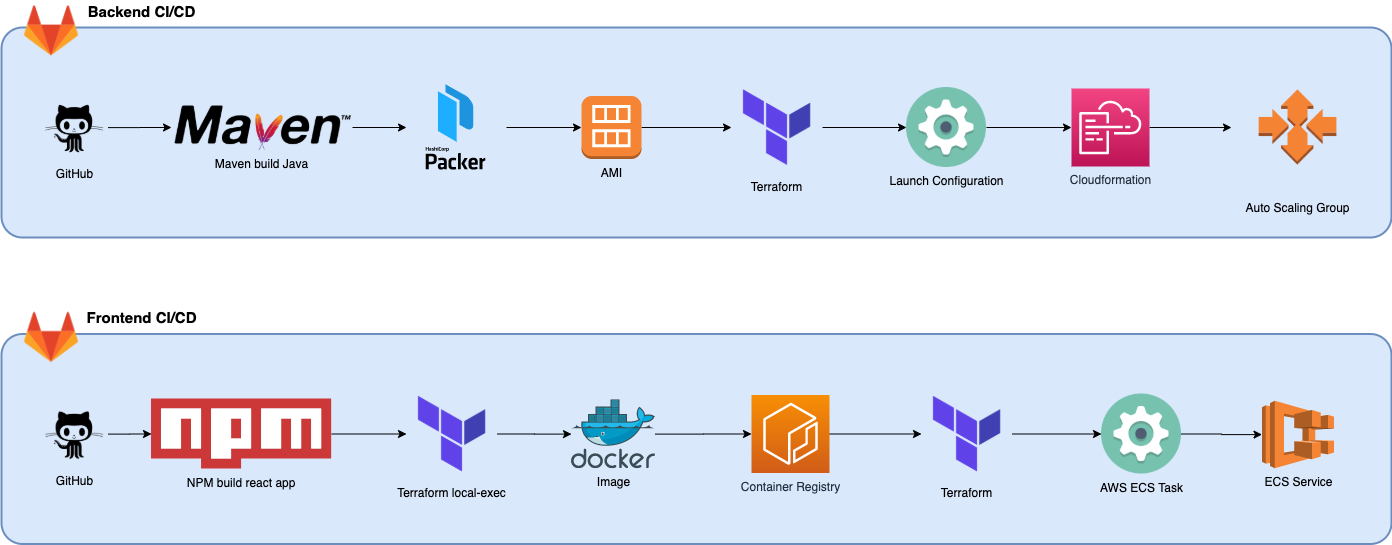 Backend CI/CD
Maven™
HashiCorp
Packer
GitHub
Maven build Java
AMI
Terraform
Launch Configuration
Cloudformation
Auto Scaling Group
Frontend CI/CD
npm
docker
GitHub
NPM build react app
Terraform local-exec
Image
Container Registry
Terraform
AWS ECS Task
ECS Service